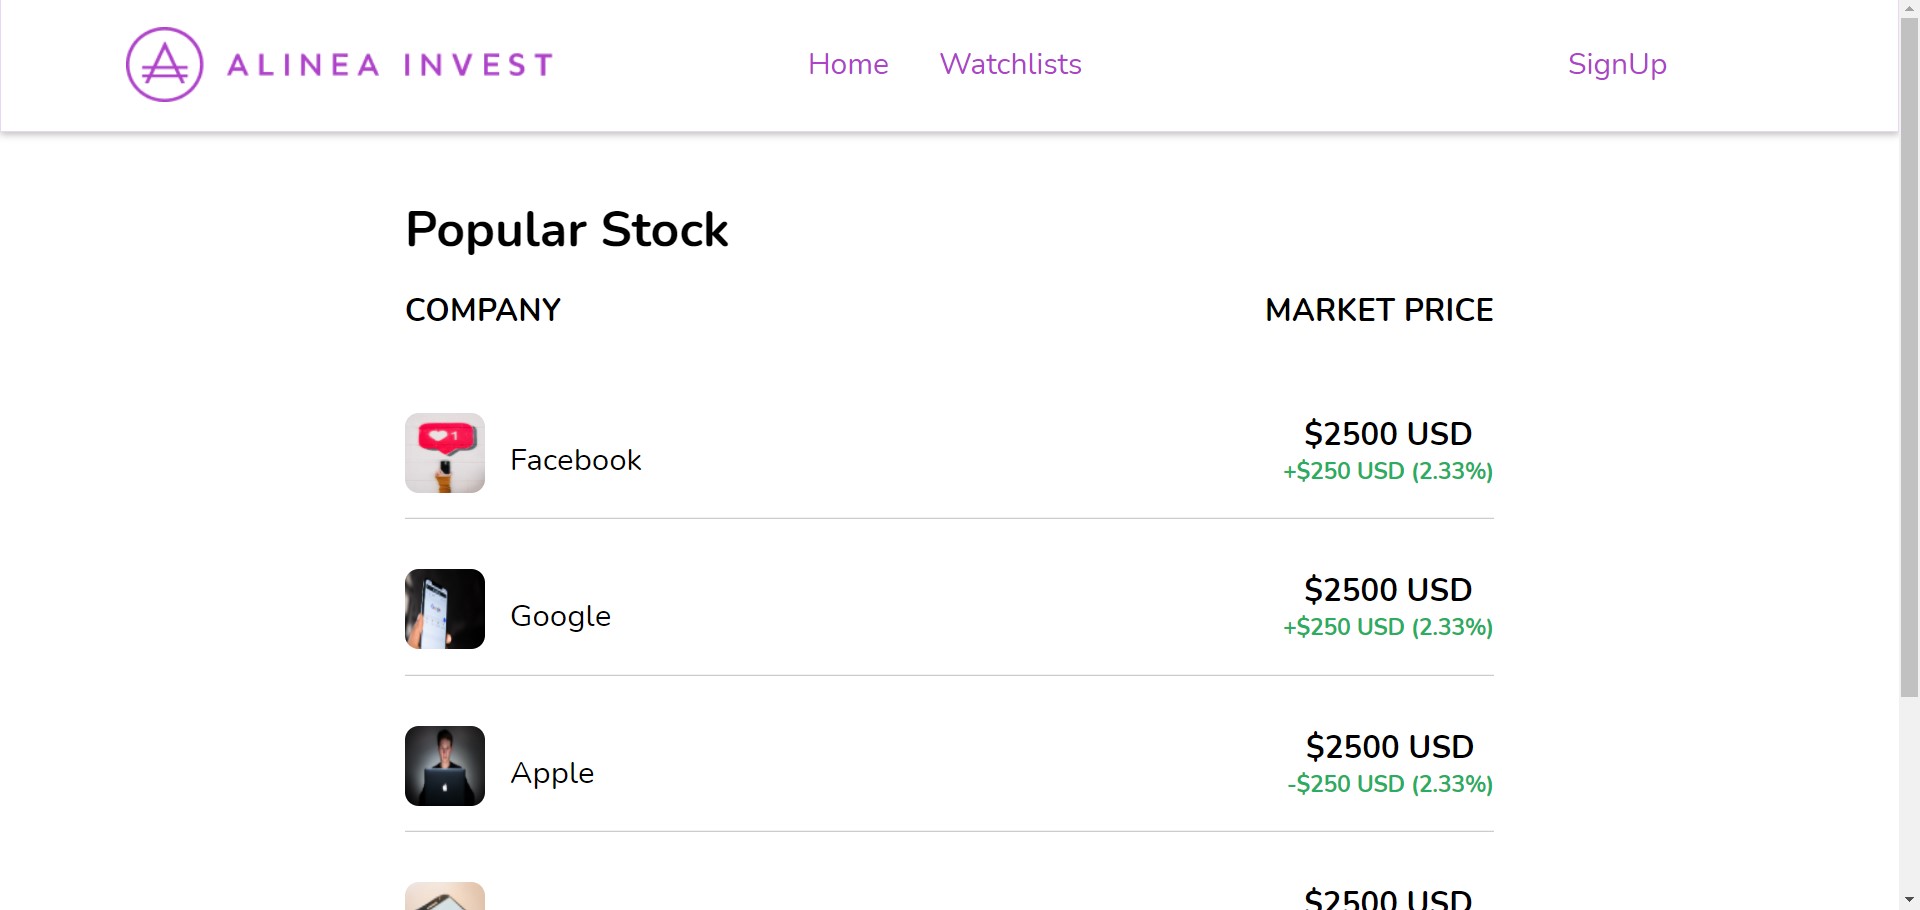 ALINEA INVEST
Home
Watchlists
SignUp
Popular Stock
COMPANY
MARKET PRICE
1
Facebook
$2500 USD
+$250 USD (2.33%)
Google
$2500 USD
+$250 USD (2.33%)
Apple
$2500 USD
-$250 USD (2.33%)
$2500 USD